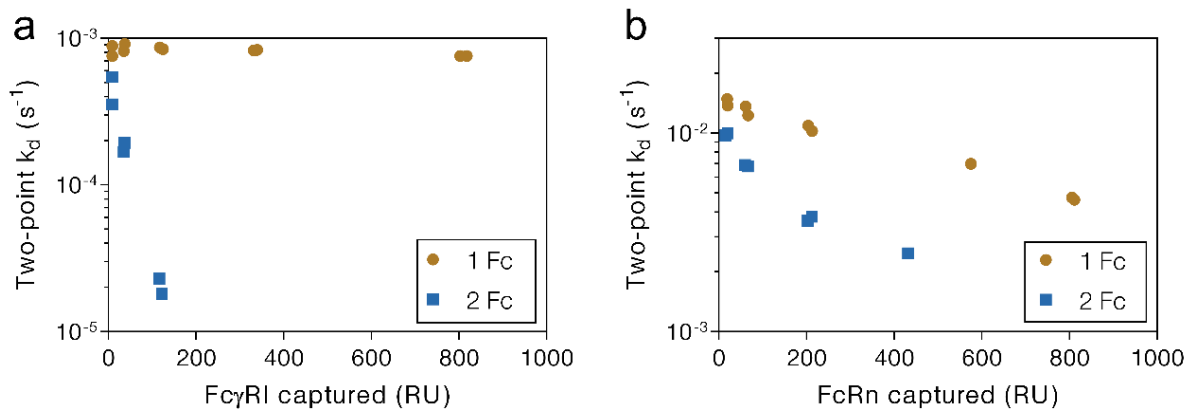 a
10⁻³
10⁻⁴
10⁻⁵
Two-point k_d (s⁻¹)
1 Fc
2 Fc
0 200 400 600 800 1000
FcγRI captured (RU)
b
10⁻²
10⁻³
Two-point k_d (s⁻¹)
1 Fc
2 Fc
0 200 400 600 800 1000
FcRn captured (RU)